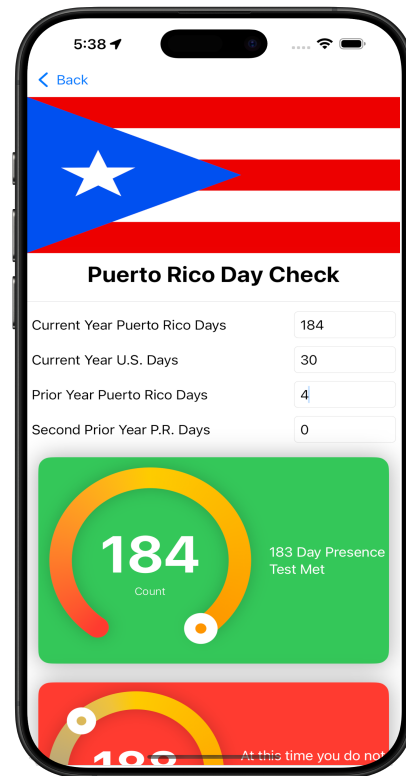 5:38
Back
Puerto Rico Day Check
Current Year Puerto Rico Days 184
Current Year U.S. Days 30
Prior Year Puerto Rico Days 4
Second Prior Year P.R. Days 0
184
Count
183 Day Presence
Test Met
188
At this time you do not